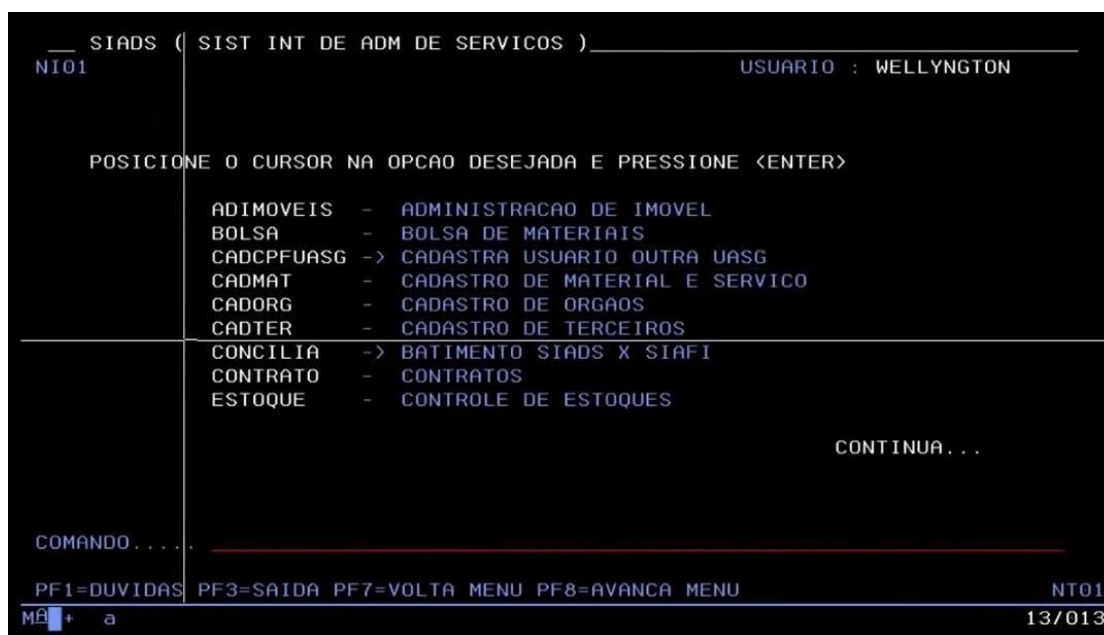 __ SIADS ( SIST INT DE ADM DE SERVICOS )
NI01 USUARIO : WELLYNGTON
POSICIONE O CURSOR NA OPCAO DESEJADA E PRESSIONE <ENTER>
ADIMOVEIS - ADMINISTRACAO DE IMOVEL
BOLSA - BOLSA DE MATERIAIS
CADCPFUASG -> CADASTRA USUARIO OUTRA UASG
CADMAT - CADASTRO DE MATERIAL E SERVICO
CADORG - CADASTRO DE ORGAOS
CADTER - CADASTRO DE TERCEIROS
CONCILIA -> BATIMENTO SIADS X SIAFI
CONTRATO - CONTRATOS
ESTOQUE - CONTROLE DE ESTOQUES
CONTINUA...
COMANDO.....
PF1=DUVIDAS PF3=SAIDA PF7=VOLTA MENU PF8=AVANCA MENU NT01
MA + a 13/013